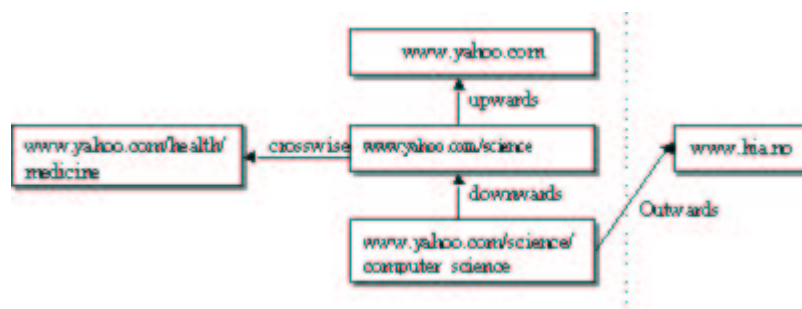 www.yahoo.com
upwards
www.yahoo.com/health/
medicine
crosswise
www.yahoo.com/science
www.hia.no
downwards
Outwards
www.yahoo.com/science/
computer science